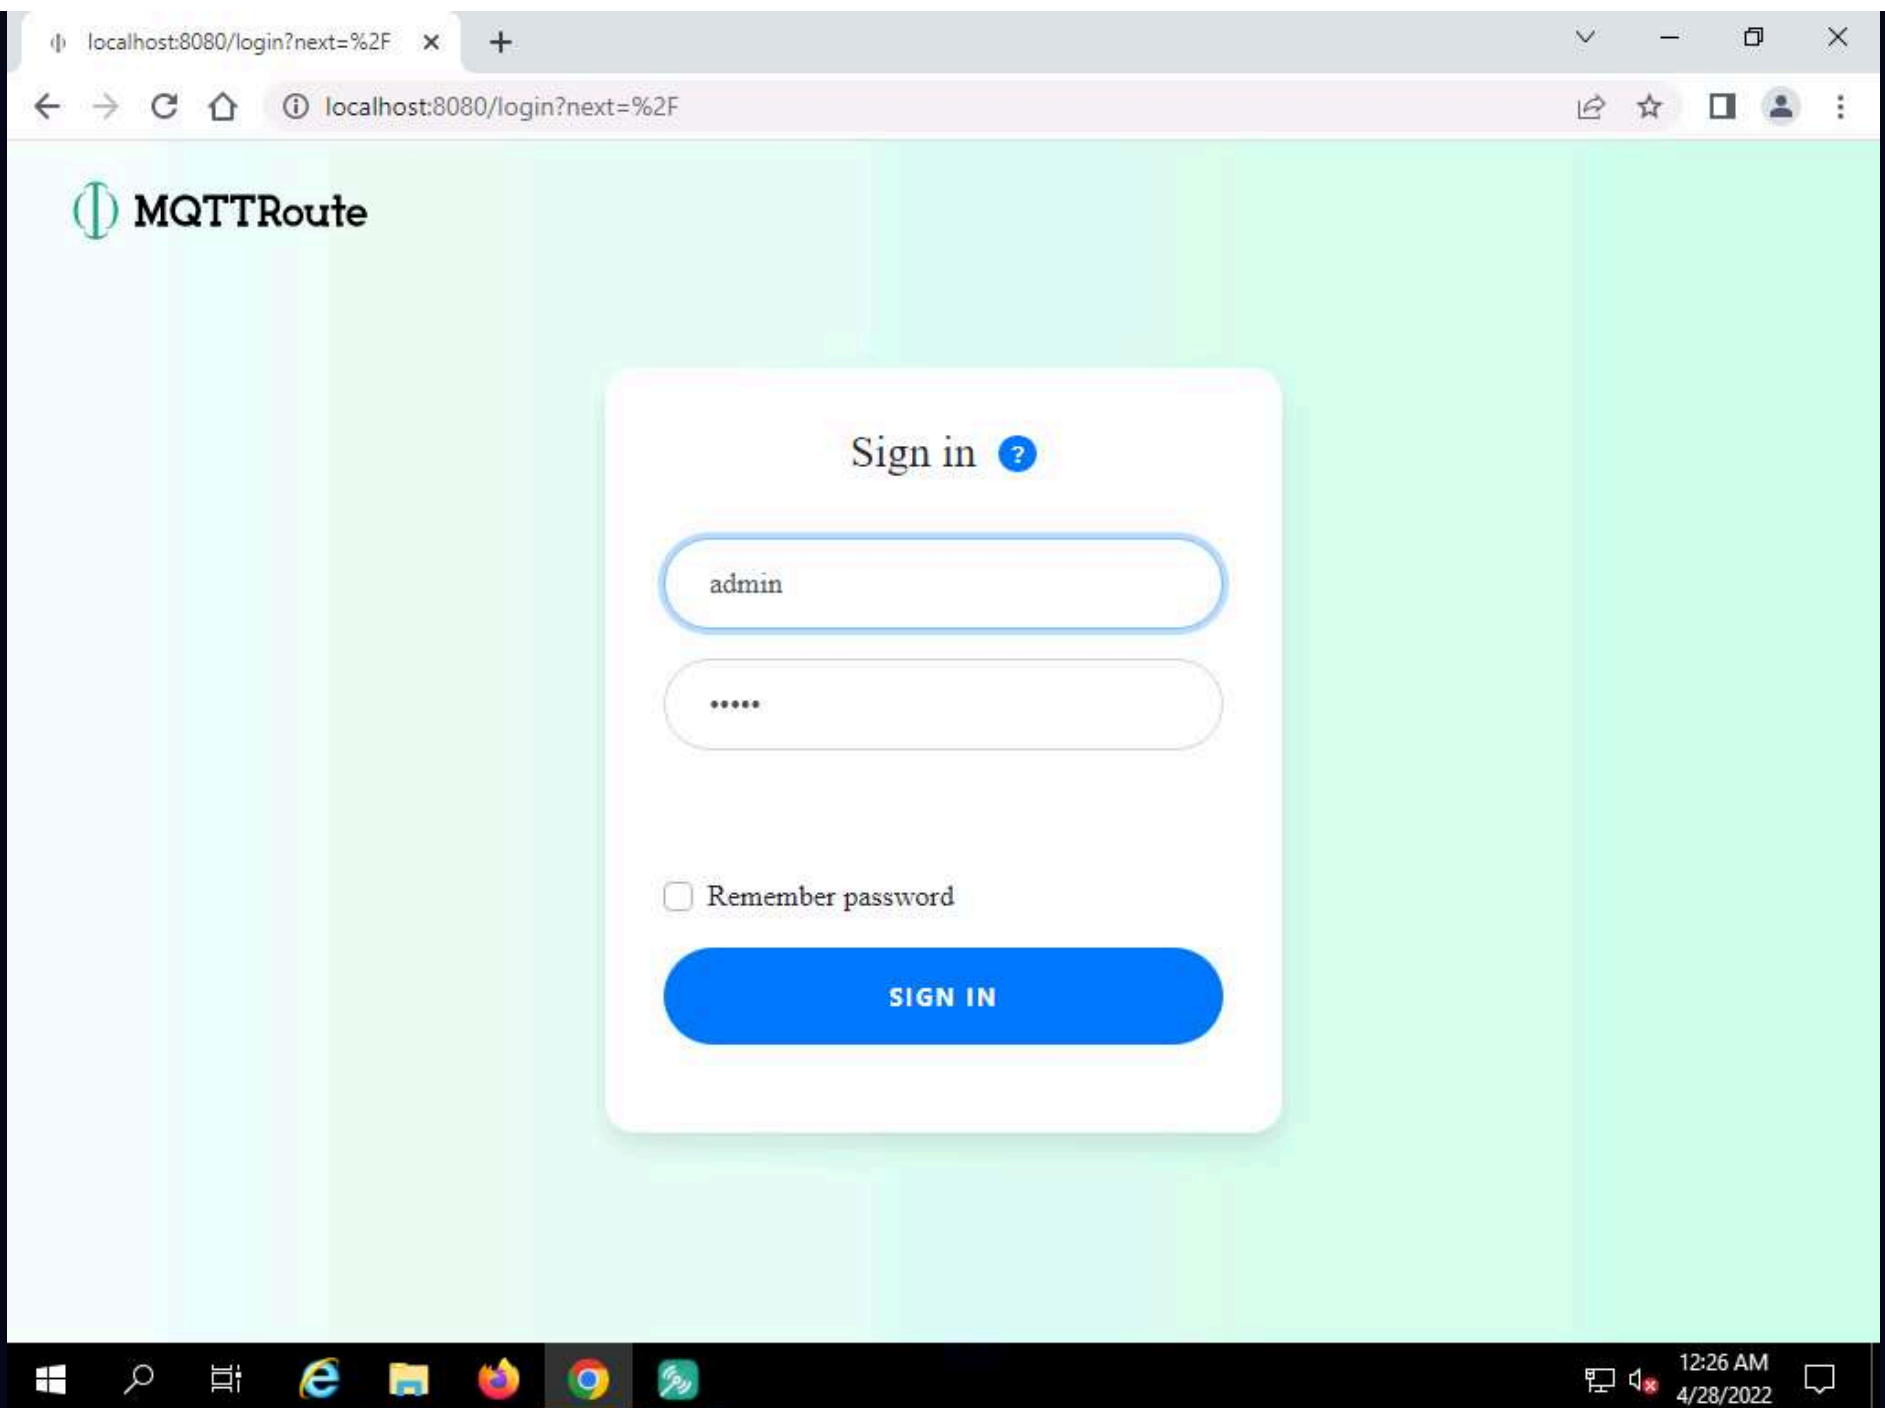 localhost:8080/login?next=%2F
localhost:8080/login?next=%2F
MQTTRoute
Sign in ?
admin
•••••
Remember password
SIGN IN
12:26 AM
4/28/2022